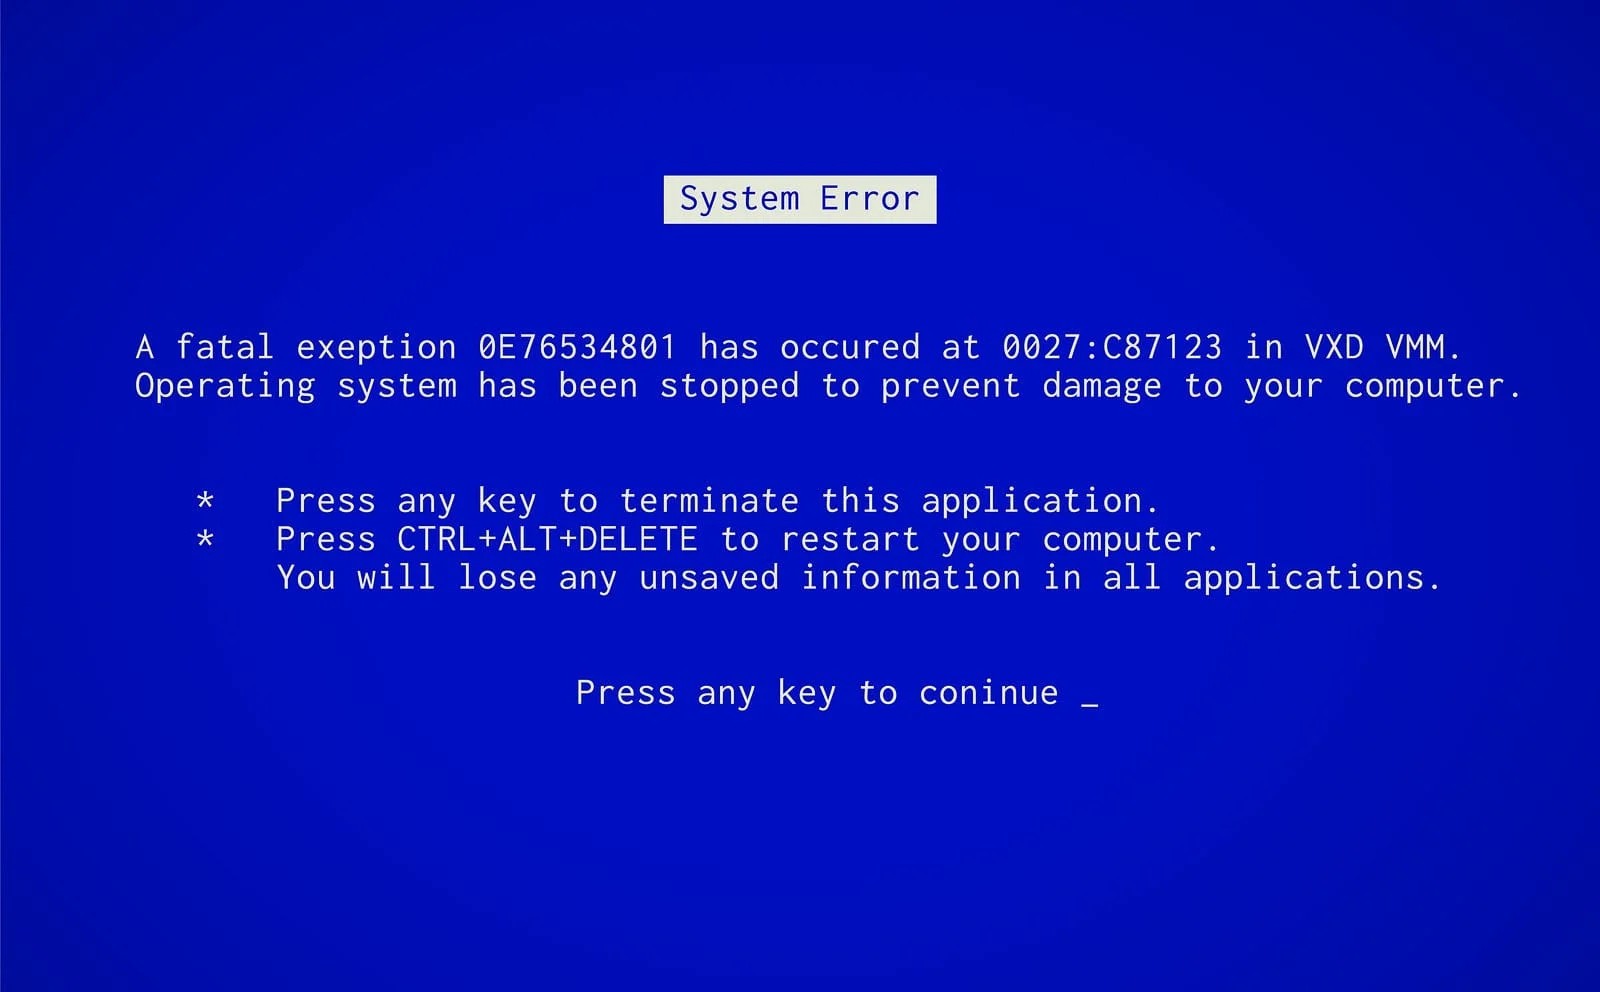 System Error
A fatal exeption 0E76534801 has occured at 0027:C87123 in VXD VMM.
Operating system has been stopped to prevent damage to your computer.
* Press any key to terminate this application.
* Press CTRL+ALT+DELETE to restart your computer.
You will lose any unsaved information in all applications.
Press any key to coninue _